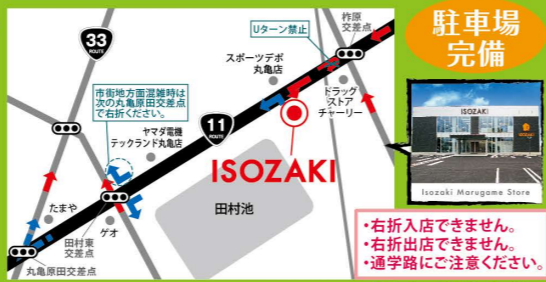 33
ROUTE
市街地方面混雑時は
次の丸亀原田交差点
で右折ください。
ヤマダ電機
テックランド丸亀店
Uターン禁止
柞原
交差点
スポーツデポ
丸亀店
ドラッグ
ストア
チャーリー
11
ROUTE
ISOZAKI
田村池
たまや
田村東
交差点
ゲオ
丸亀原田交差点
駐車場
完備
ISOZAKI
Isozaki Marugame Store
・右折入店できません。
・右折出店できません。
・通学路にご注意ください。